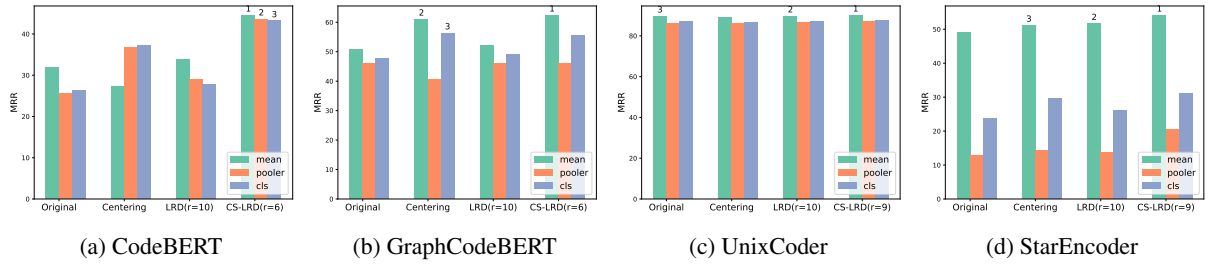 MRR
40
30
20
10
0
1
2
3
mean
pooler
cls
Original
Centering
LRD(r=10)
CS-LRD(r=6)
(a) CodeBERT
MRR
60
50
40
30
20
10
0
2
3
1
mean
pooler
cls
Original
Centering
LRD(r=10)
CS-LRD(r=6)
(b) GraphCodeBERT
MRR
80
60
40
20
0
3
2
1
mean
pooler
cls
Original
Centering
LRD(r=10)
CS-LRD(r=9)
(c) UnixCoder
MRR
50
40
30
20
10
0
3
2
1
mean
pooler
cls
Original
Centering
LRD(r=10)
CS-LRD(r=9)
(d) StarEncoder